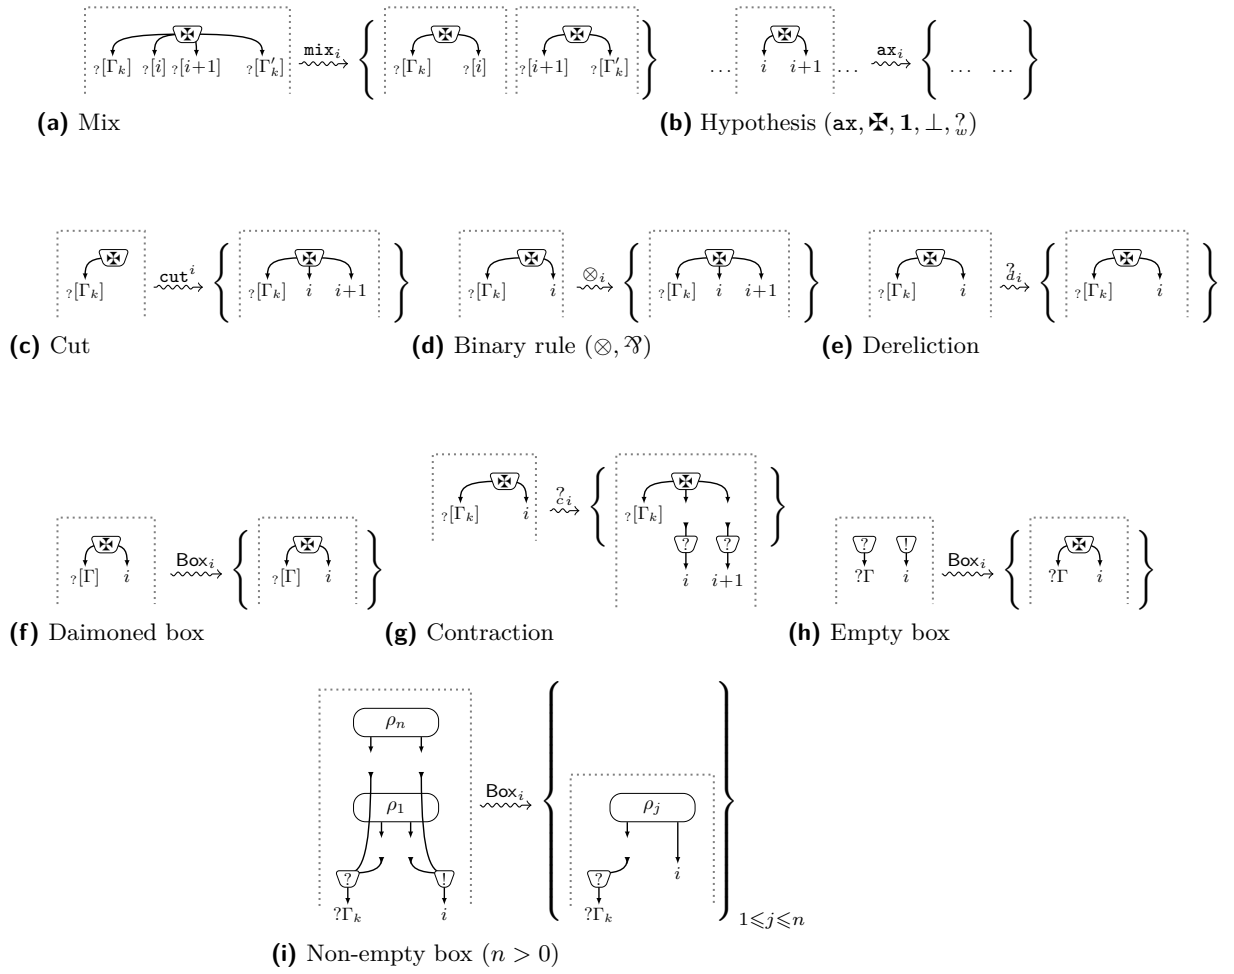 ✠ ✠ ✠ ✠
?[Γₖ] ?[i] ?[i+1] ?[Γ′ₖ] mixᵢ { ?[Γₖ] ?[i] ?[i+1] ?[Γ′ₖ] } … i i+1 … axᵢ { … … }
(a) Mix (b) Hypothesis (ax, ✠, 1, ⊥, ?w)
✠ ✠ ✠ ✠ ✠ ✠
?[Γₖ] cutⁱ { ?[Γₖ] i i+1 } ?[Γₖ] i ⊗ᵢ { ?[Γₖ] i i+1 } ?[Γₖ] i ?dᵢ { ?[Γₖ] i }
(c) Cut (d) Binary rule (⊗, ⅋) (e) Dereliction
✠ ✠
?[Γₖ] i ?cᵢ { ?[Γₖ] }
✠ ✠ ? ? ? ! ✠
?[Γ] i Boxᵢ { ?[Γ] i } i i+1 ?Γ i Boxᵢ { ?Γ i }
(f) Daimoned box (g) Contraction (h) Empty box
ρₙ
ρ₁ Boxᵢ { ρⱼ }
? ! ? i
?Γₖ i ?Γₖ 1⩽j⩽n
(i) Non-empty box (n > 0)